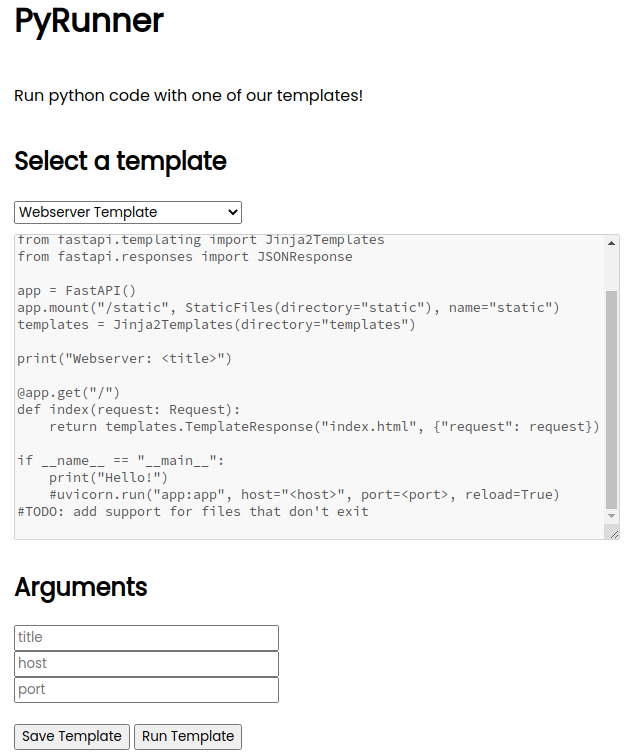 PyRunner
Run python code with one of our templates!
Select a template
Webserver Template
from fastapi.templating import Jinja2Templates
from fastapi.responses import JSONResponse
app = FastAPI()
app.mount("/static", StaticFiles(directory="static"), name="static")
templates = Jinja2Templates(directory="templates")
print("Webserver: <title>")
@app.get("/")
def index(request: Request):
    return templates.TemplateResponse("index.html", {"request": request})
if __name__ == "__main__":
    print("Hello!")
    #uvicorn.run("app:app", host="<host>", port=<port>, reload=True)
#TODO: add support for files that don't exit
Arguments
title
host
port
Save Template Run Template